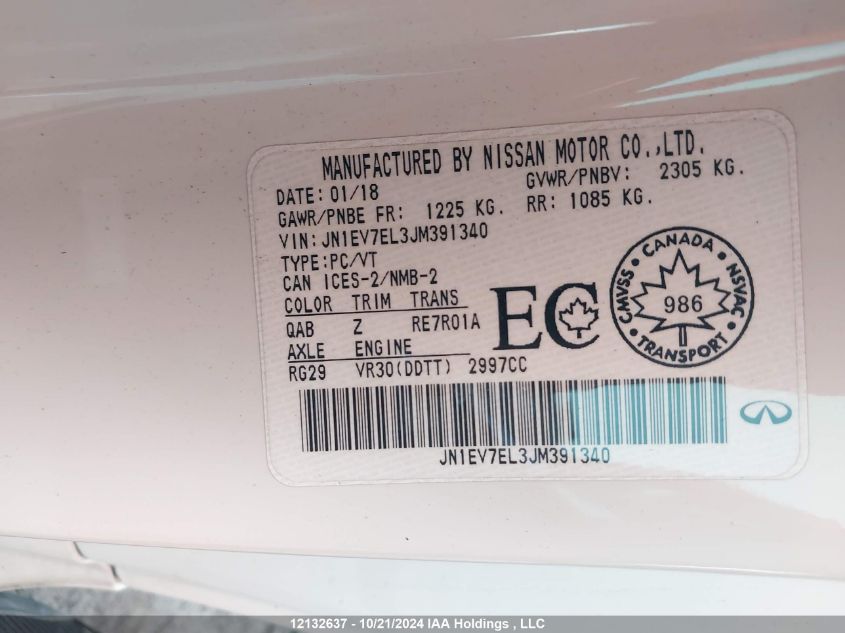 MANUFACTURED BY NISSAN MOTOR CO.,LTD.
DATE: 01/18 GVWR/PNBV: 2305 KG.
GAWR/PNBE FR: 1225 KG. RR: 1085 KG.
VIN: JN1EV7EL3JM391340
TYPE:PC/VT
CAN ICES-2/NMB-2
COLOR TRIM TRANS
QAB Z RE7R01A
AXLE ENGINE
RG29 VR30(DDTT) 2997CC
EC
CANADA
CMVSS
NSVAC
986
TRANSPORT
JN1EV7EL3JM391340
12132637 - 10/21/2024 IAA Holdings , LLC